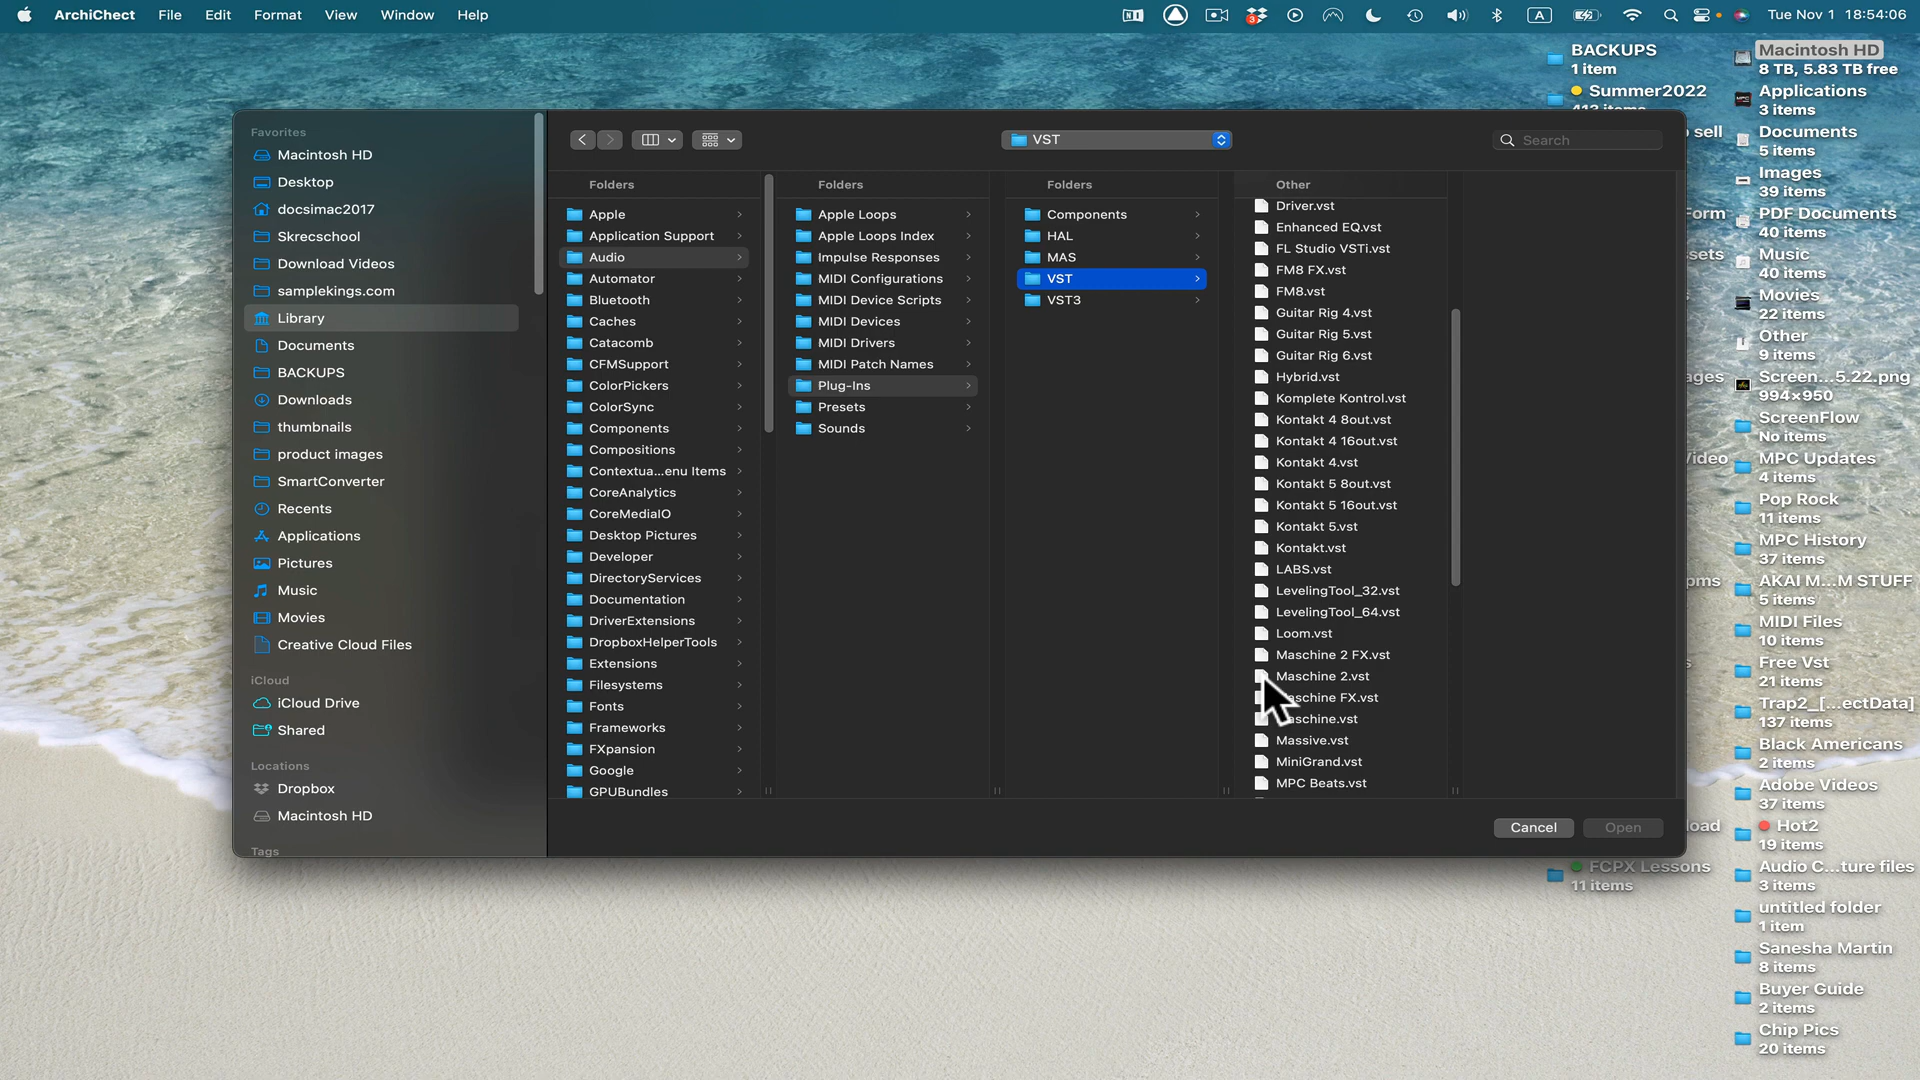 ArchiChect File Edit Format View Window Help
3
A
Tue Nov 1 18:54:06
Favorites
Macintosh HD
Desktop
docsimac2017
Skrecschool
Download Videos
samplekings.com
Library
Documents
BACKUPS
Downloads
thumbnails
product images
SmartConverter
Recents
Applications
Pictures
Music
Movies
Creative Cloud Files
iCloud
iCloud Drive
Shared
Locations
Dropbox
Macintosh HD
Tags
VST
Search
Folders
Apple
Application Support
Audio
Automator
Bluetooth
Caches
Catacomb
CFMSupport
ColorPickers
ColorSync
Components
Compositions
Contextua...enu Items
CoreAnalytics
CoreMediaIO
Desktop Pictures
Developer
DirectoryServices
Documentation
DriverExtensions
DropboxHelperTools
Extensions
Filesystems
Fonts
Frameworks
FXpansion
Google
GPUBundles
Folders
Apple Loops
Apple Loops Index
Impulse Responses
MIDI Configurations
MIDI Device Scripts
MIDI Devices
MIDI Drivers
MIDI Patch Names
Plug-Ins
Presets
Sounds
Folders
Components
HAL
MAS
VST
VST3
Other
Driver.vst
Enhanced EQ.vst
FL Studio VSTi.vst
FM8 FX.vst
FM8.vst
Guitar Rig 4.vst
Guitar Rig 5.vst
Guitar Rig 6.vst
Hybrid.vst
Komplete Kontrol.vst
Kontakt 4 8out.vst
Kontakt 4 16out.vst
Kontakt 4.vst
Kontakt 5 8out.vst
Kontakt 5 16out.vst
Kontakt 5.vst
Kontakt.vst
LABS.vst
LevelingTool_32.vst
LevelingTool_64.vst
Loom.vst
Maschine 2 FX.vst
Maschine 2.vst
aschine FX.vst
aschine.vst
Massive.vst
MiniGrand.vst
MPC Beats.vst
Cancel Open
BACKUPS
1 item
Summer2022
sell
Form
ssets
ages
Video
oms
load
FCPX Lessons
11 items
Macintosh HD
8 TB, 5.83 TB free
Applications
3 items
Documents
5 items
Images
39 items
PDF Documents
40 items
Music
40 items
Movies
22 items
Other
9 items
Screen...5.22.png
994×950
ScreenFlow
No items
MPC Updates
4 items
Pop Rock
11 items
MPC History
37 items
AKAI M...M STUFF
5 items
MIDI Files
10 items
Free Vst
21 items
Trap2_[...ectData]
137 items
Black Americans
2 items
Adobe Videos
37 items
Hot2
19 items
Audio C...ture files
3 items
untitled folder
1 item
Sanesha Martin
8 items
Buyer Guide
2 items
Chip Pics
20 items